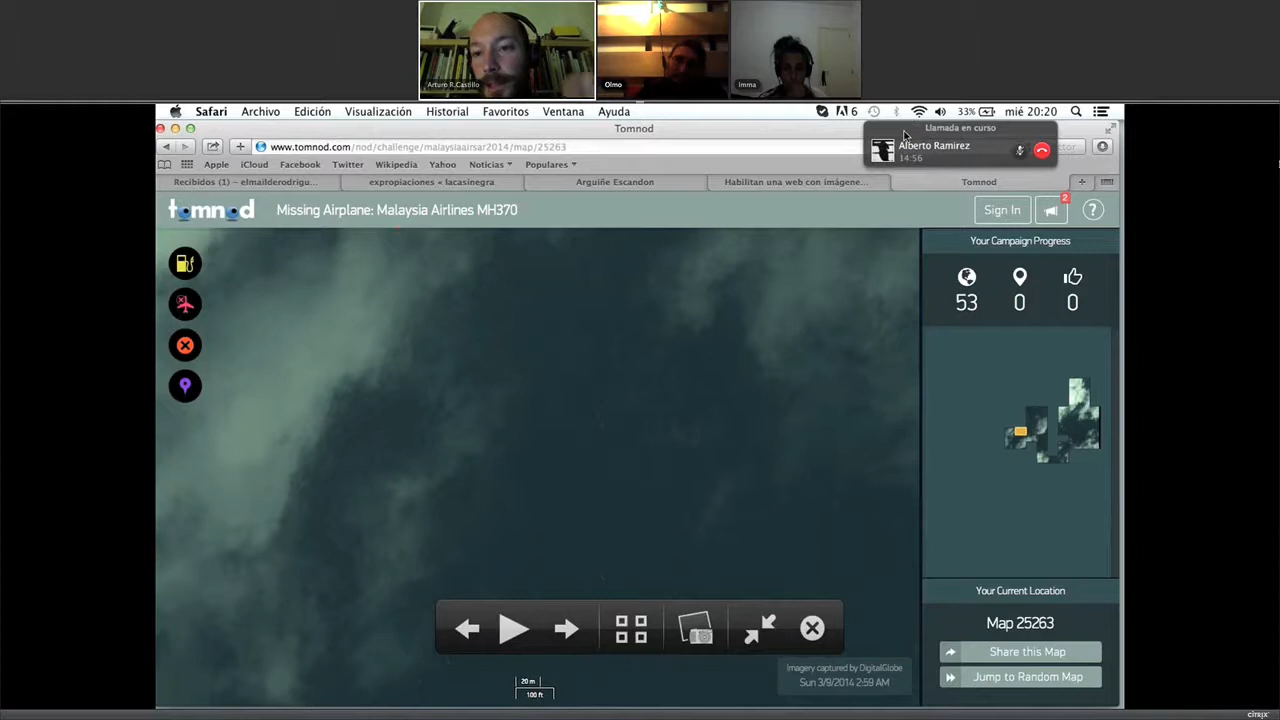 Arturo R.Castillo
Olmo
Imma
Safari Archivo Edición Visualización Historial Favoritos Ventana Ayuda 6 33% mié 20:20
Tomnod
Llamada en curso
Alberto Ramirez
14:56
www.tomnod.com/nod/challenge/malaysiaairsar2014/map/25263
Apple iCloud Facebook Twitter Wikipedia Yahoo Noticias Populares
Recibidos – elmailderodrigu... expropiaciones « lacasinegra Arguiñe Escandon Habilitan una web con imágene... Tomnod
tomnod Missing Airplane: Malaysia Airlines MH370 Sign In 2 ?
Your Campaign Progress
53 0 0
Your Current Location
Map 25263
Share this Map
Jump to Random Map
Imagery captured by DigitalGlobe
Sun 3/9/2014 2:59 AM
20 m
100 ft
CITRIX